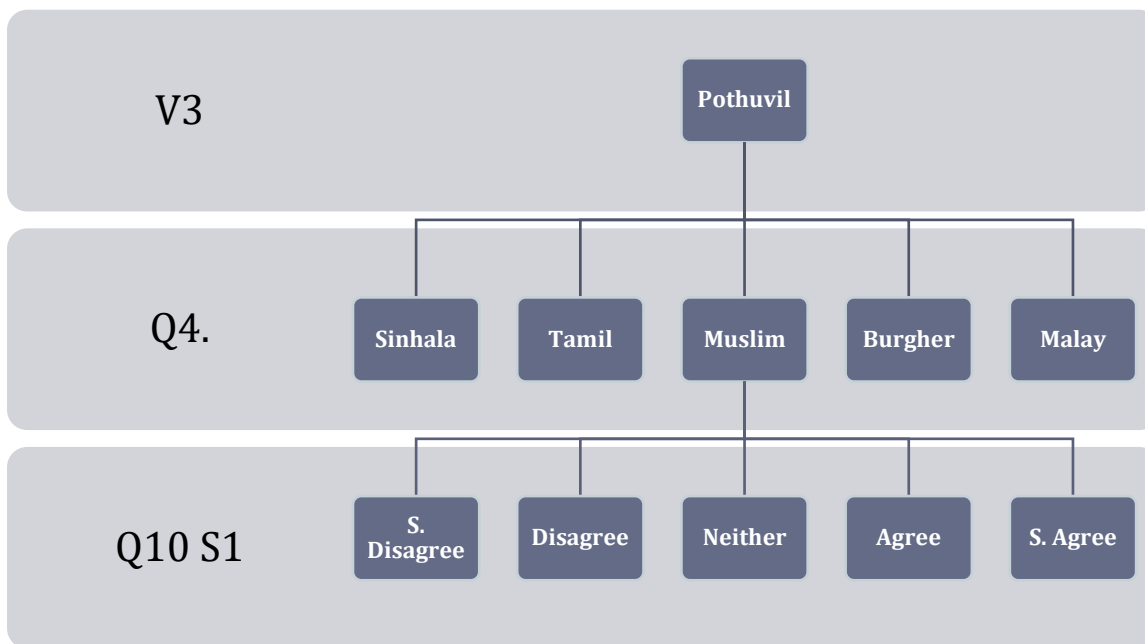 V3
Pothuvil
Q4.
Sinhala
Tamil
Muslim
Burgher
Malay
Q10 S1
S.
Disagree
Disagree
Neither
Agree
S. Agree